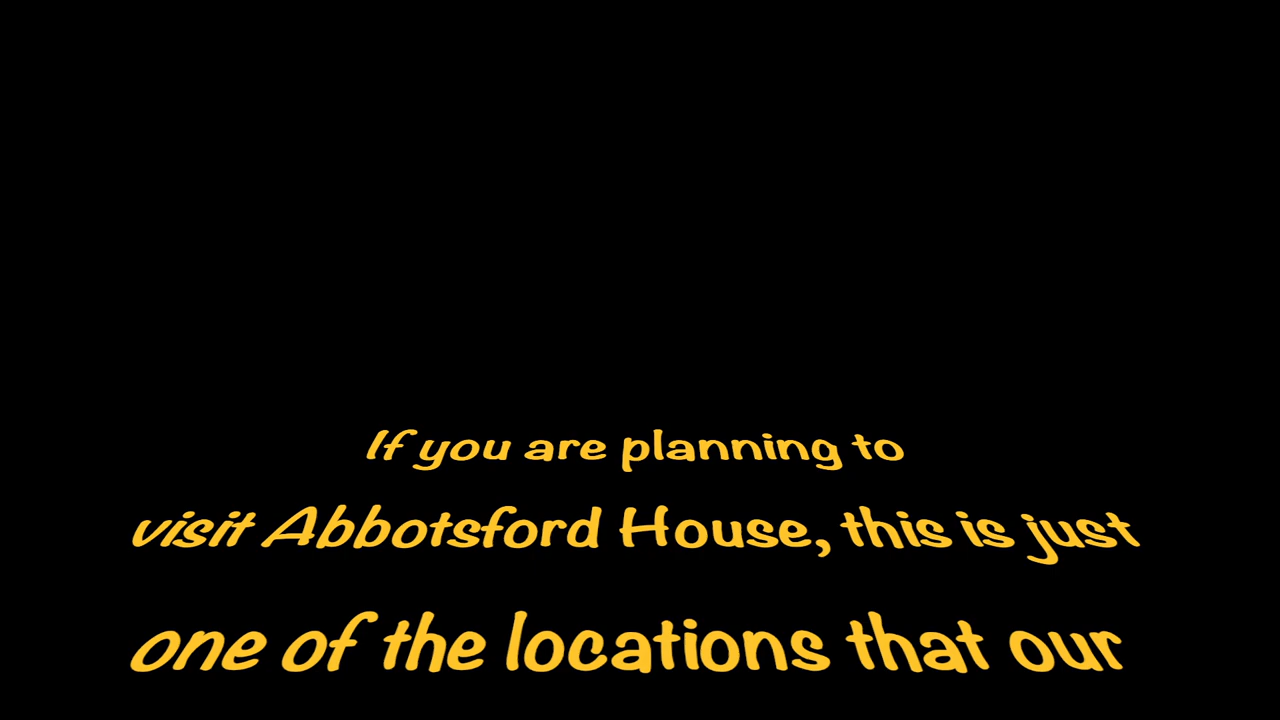 If you are planning to
visit Abbotsford House, this is just
one of the locations that our